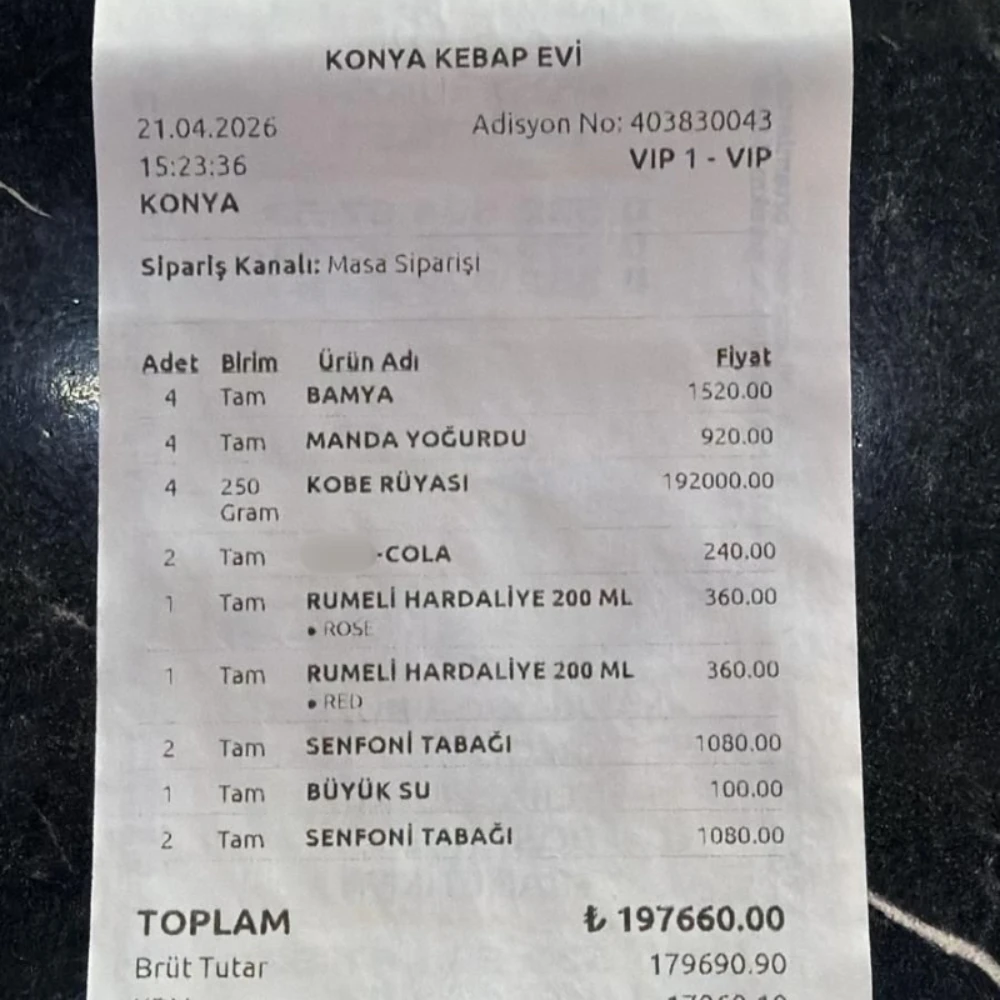 KONYA KEBAP EVİ
21.04.2026 Adisyon No: 403830043
15:23:36 VIP 1 - VIP
KONYA
Sipariş Kanalı: Masa Siparişi
Adet Birim Ürün Adı Fiyat
4 Tam BAMYA 1520.00
4 Tam MANDA YOĞURDU 920.00
4 250 KOBE RÜYASI 192000.00
Gram
2 Tam -COLA 240.00
1 Tam RUMELİ HARDALİYE 200 ML 360.00
• ROSE
1 Tam RUMELİ HARDALİYE 200 ML 360.00
• RED
2 Tam SENFONİ TABAĞI 1080.00
1 Tam BÜYÜK SU 100.00
2 Tam SENFONİ TABAĞI 1080.00
TOPLAM ₺ 197660.00
Brüt Tutar 179690.90